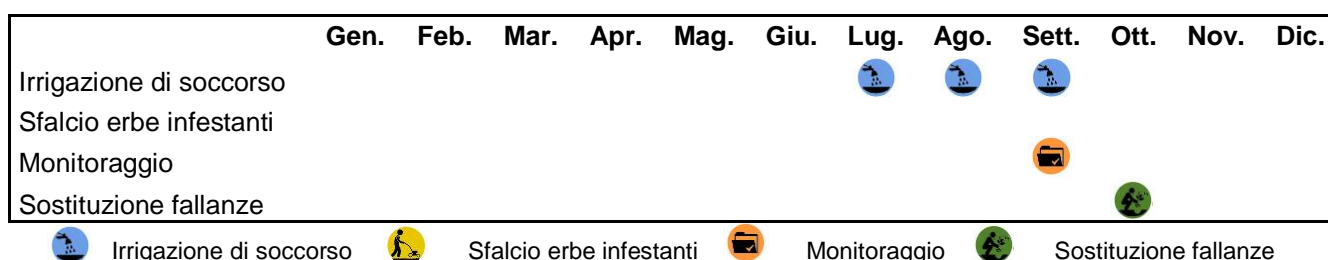 Gen. Feb. Mar. Apr. Mag. Giu. Lug. Ago. Sett. Ott. Nov. Dic.
Irrigazione di soccorso
Sfalcio erbe infestanti
Monitoraggio
Sostituzione fallanze
Irrigazione di soccorso Sfalcio erbe infestanti Monitoraggio Sostituzione fallanze